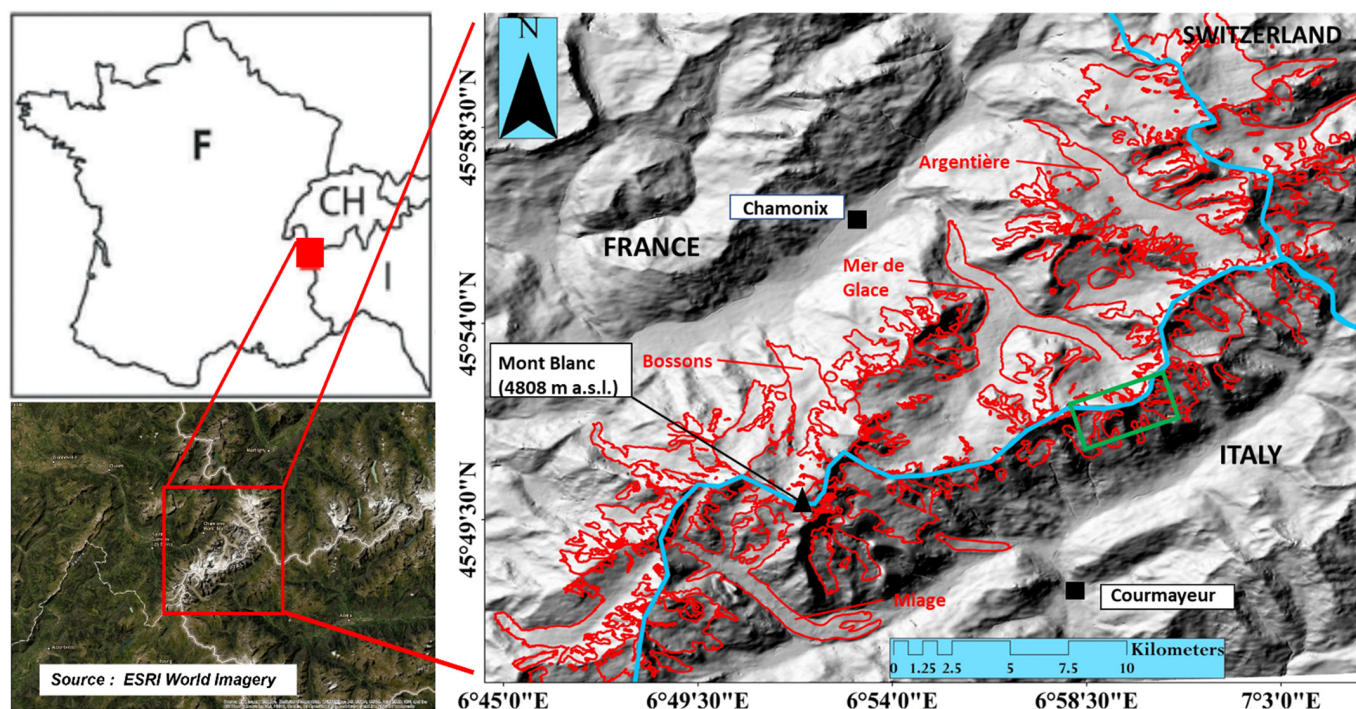 F
CH
I
Source : ESRI World Imagery
N
SWITZERLAND
Argentière
Chamonix
FRANCE
Mer de
Glace
Mont Blanc
(4808 m a.s.l.)
Bossons
ITALY
Miage
Courmayeur
Kilometers
0 1.25 2.5 5 7.5 10
45°58'30"N
45°54'0"N
45°49'30"N
6°45'0"E
6°49'30"E
6°54'0"E
6°58'30"E
7°3'0"E